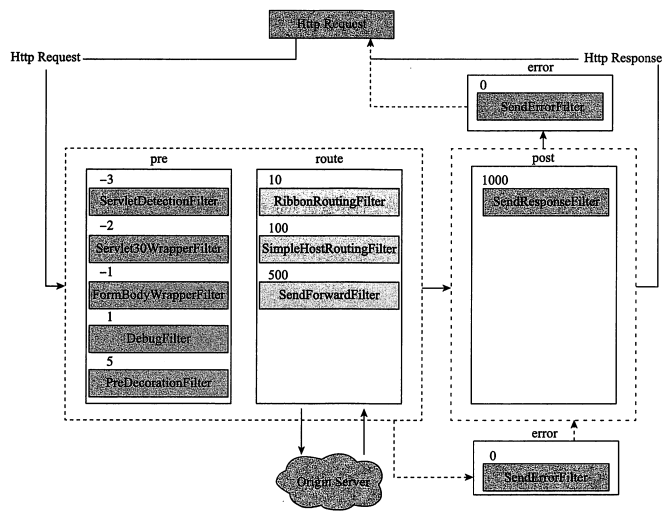 Http Request
Http Request
Http Response
error
0
SendErrorFilter
pre
route
post
-3
ServletDetectionFilter
-2
Servlet30WrapperFilter
-1
FormBodyWrapperFilter
1
DebugFilter
5
PreDecorationFilter
10
RibbonRoutingFilter
100
SimpleHostRoutingFilter
500
SendForwardFilter
1000
SendResponseFilter
Origin Server
error
0
SendErrorFilter